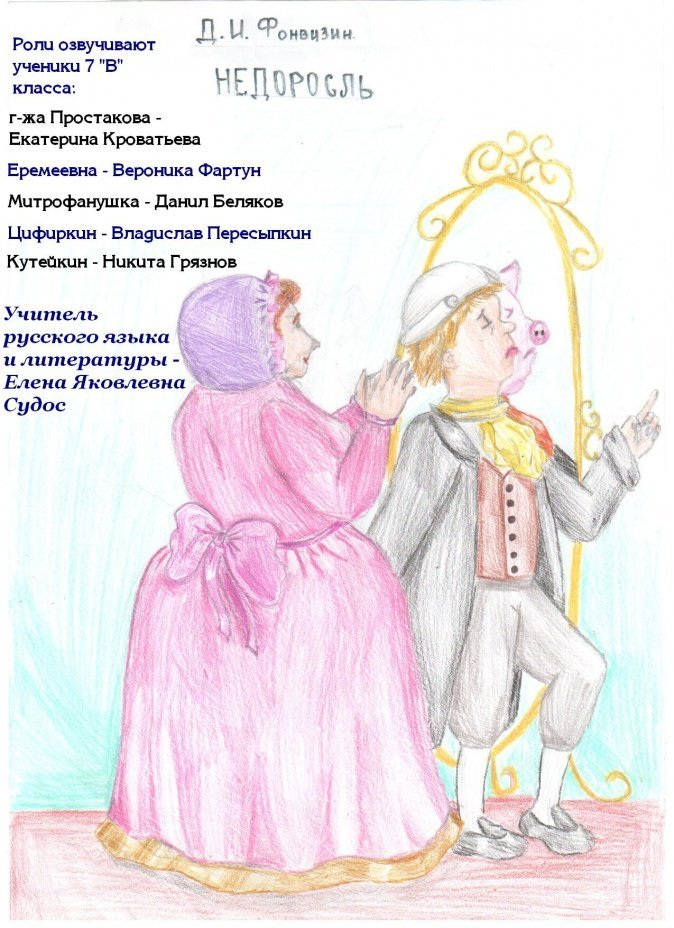 Д. И. Фонвизин.
НЕДОРОСЛЬ
Роли озвучивают
ученики 7 "В"
класса:
г-жа Простакова -
Екатерина Кроватьева
Еремеевна - Вероника Фартун
Митрофанушка - Данил Беляков
Цифиркин - Владислав Пересыпкин
Кутейкин - Никита Грязнов
Учитель
русского языка
и литературы -
Елена Яковлевна
Судос